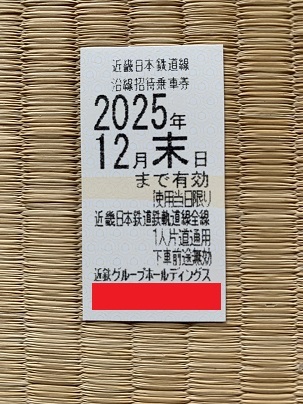 近畿日本鉄道線
沿線招待乗車券
2025年
12月末日
まで有効
使用当日限り
近畿日本鉄道鉄軌道線全線
1人片道通用
下車前途無効
近鉄グループホールディングス